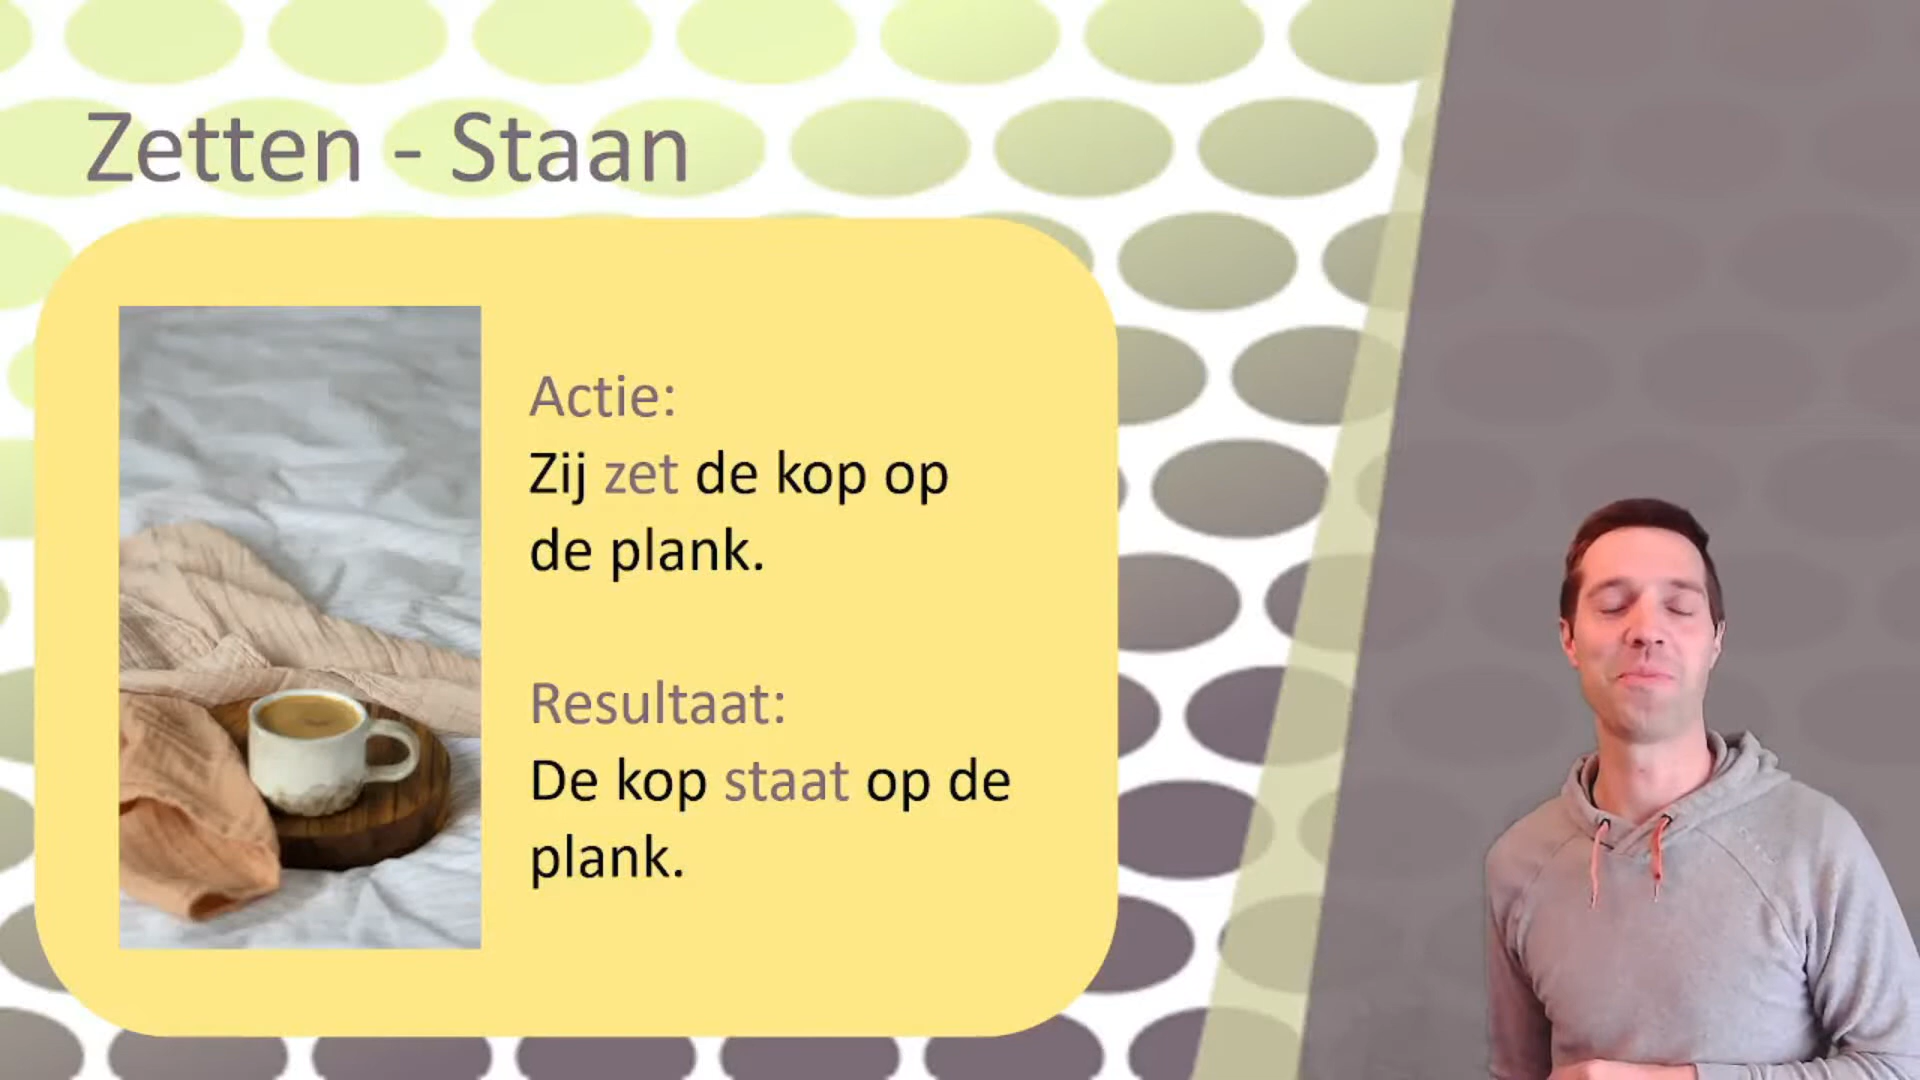 Zetten - Staan
Actie:
Zij zet de kop op
de plank.
Resultaat:
De kop staat op de
plank.